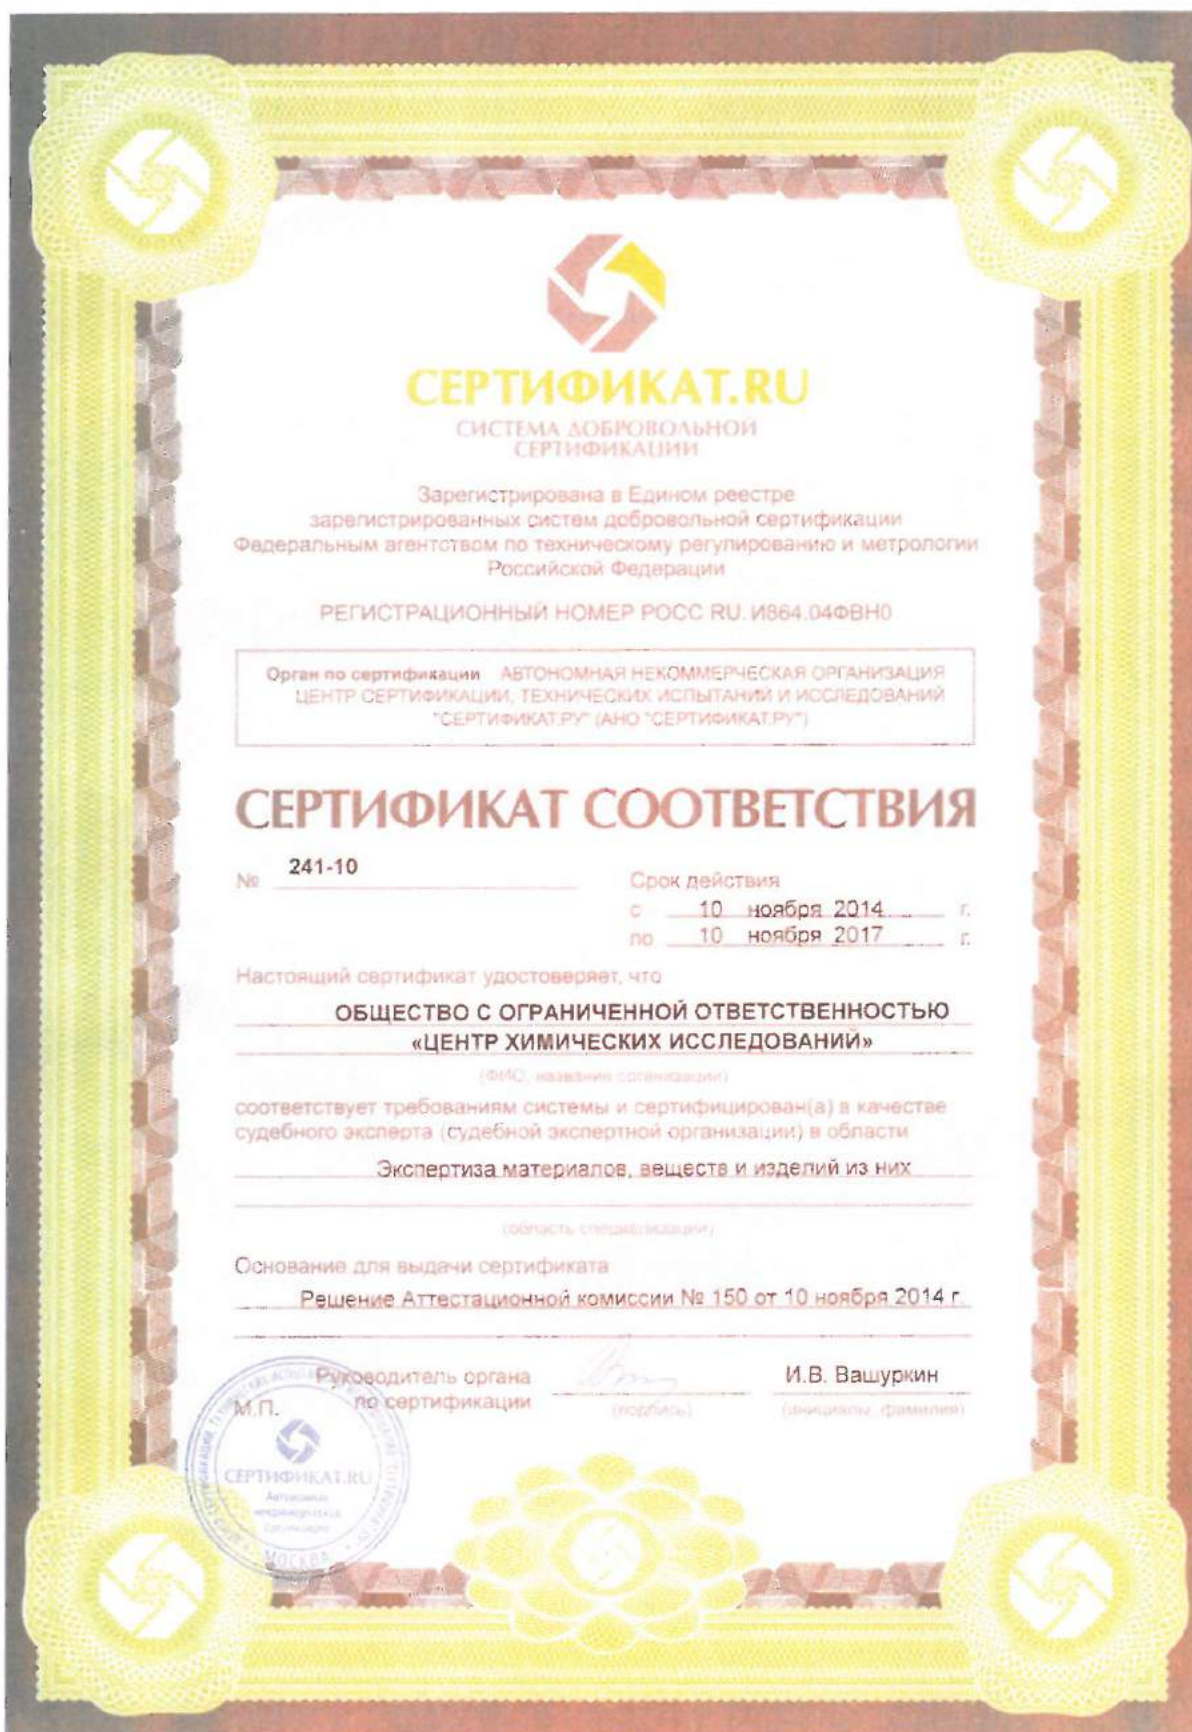 СЕРТИФИКАТ.RU
СИСТЕМА ДОБРОВОЛЬНОЙ
СЕРТИФИКАЦИИ
Зарегистрирована в Едином реестре
зарегистрированных систем добровольной сертификации
Федеральным агентством по техническому регулированию и метрологии
Российской Федерации
РЕГИСТРАЦИОННЫЙ НОМЕР РОСС RU. И864.04ФВН0
Орган по сертификации АВТОНОМНАЯ НЕКОММЕРЧЕСКАЯ ОРГАНИЗАЦИЯ
ЦЕНТР СЕРТИФИКАЦИИ, ТЕХНИЧЕСКИХ ИСПЫТАНИЙ И ИССЛЕДОВАНИЙ
"СЕРТИФИКАТ.РУ" (АНО "СЕРТИФИКАТ.РУ")
СЕРТИФИКАТ СООТВЕТСТВИЯ
№ 241-10
Срок действия
с 10 ноября 2014 г.
по 10 ноября 2017 г.
Настоящий сертификат удостоверяет, что
ОБЩЕСТВО С ОГРАНИЧЕННОЙ ОТВЕТСТВЕННОСТЬЮ
«ЦЕНТР ХИМИЧЕСКИХ ИССЛЕДОВАНИЙ»
(ФИО, название организации)
соответствует требованиям системы и сертифицирован(а) в качестве
судебного эксперта (судебной экспертной организации) в области
Экспертиза материалов, веществ и изделий из них
(область специализации)
Основание для выдачи сертификата
Решение Аттестационной комиссии № 150 от 10 ноября 2014 г.
Руководитель органа И.В. Вашуркин
М.П. по сертификации (подпись) (инициалы, фамилия)
СЕРТИФИКАТ.RU
Автономная
некоммерческая
организация
МОСКВА